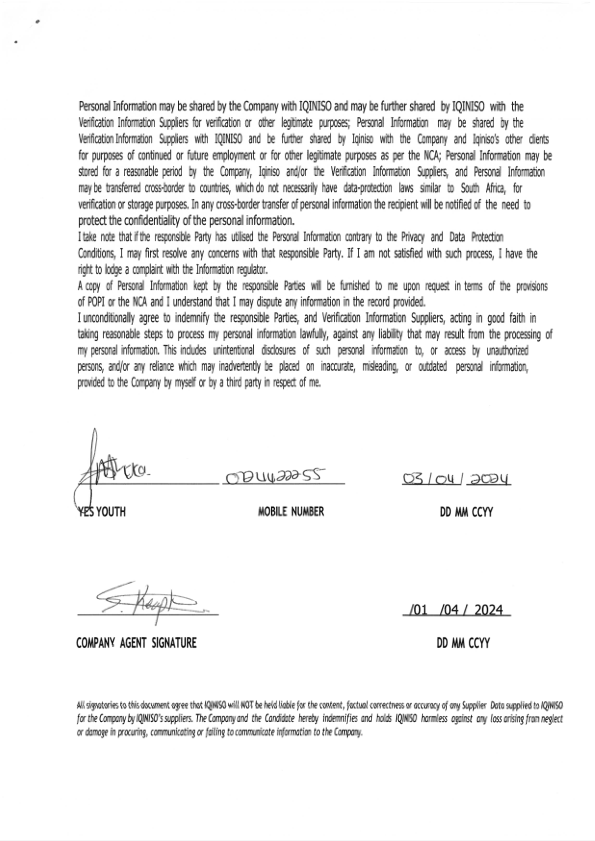 Personal Information may be shared by the Company with IQINISO and may be further shared by IQINISO with the
Verification Information Suppliers for verification or other legitimate purposes; Personal Information may be shared by the
Verification Information Suppliers with IQINISO and be further shared by Iqiniso with the Company and Iqiniso's other clients
for purposes of continued or future employment or for other legitimate purposes as per the NCA; Personal Information may be
stored for a reasonable period by the Company, Iqiniso and/or the Verification Information Suppliers, and Personal Information
may be transferred cross-border to countries, which do not necessarily have data-protection laws similar to South Africa, for
verification or storage purposes. In any cross-border transfer of personal information the recipient will be notified of the need to
protect the confidentiality of the personal information.
I take note that if the responsible Party has utilised the Personal Information contrary to the Privacy and Data Protection
Conditions, I may first resolve any concerns with that Responsible Party. If I am not satisfied with such process, I have the
right to lodge a complaint with the Information regulator.
A copy of Personal Information kept by the responsible Parties will be furnished to me upon request in terms of the provisions
of POPI or the NCA and I understand that I may dispute any information in the record provided.
I unconditionally agree to indemnify the responsible Parties, and Verification Information Suppliers, acting in good faith in
taking reasonable steps to process my personal information lawfully, against any liability that may result from the processing of
my personal information. This includes unintentional disclosures of such personal information to, or access by unauthorized
persons, and/or any reliance which may inadvertently be placed on inaccurate, misleading, or outdated personal information,
provided to the Company by myself or by a third party in respect of me.
03/04/2024
YES YOUTH MOBILE NUMBER DD MM CCYY
/01 /04 / 2024
COMPANY AGENT SIGNATURE DD MM CCYY
All signatories to this document agree that IQINISO will NOT be held liable for the content, factual correctness or accuracy of any Supplier Data supplied to IQINISO
for the Company by IQINISO's suppliers. The Company and the Candidate hereby indemnifies and holds IQINISO harmless against any loss arising from neglect
or damage in procuring, communicating or failing to communicate information to the Company.